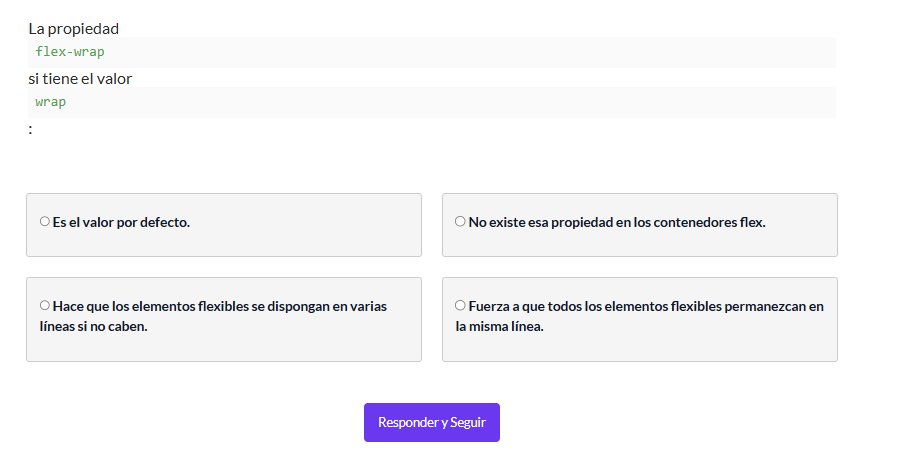 La propiedad
flex-wrap
si tiene el valor
wrap
:
Es el valor por defecto.
No existe esa propiedad en los contenedores flex.
Hace que los elementos flexibles se dispongan en varias
líneas si no caben.
Fuerza a que todos los elementos flexibles permanezcan en
la misma línea.
Responder y Seguir